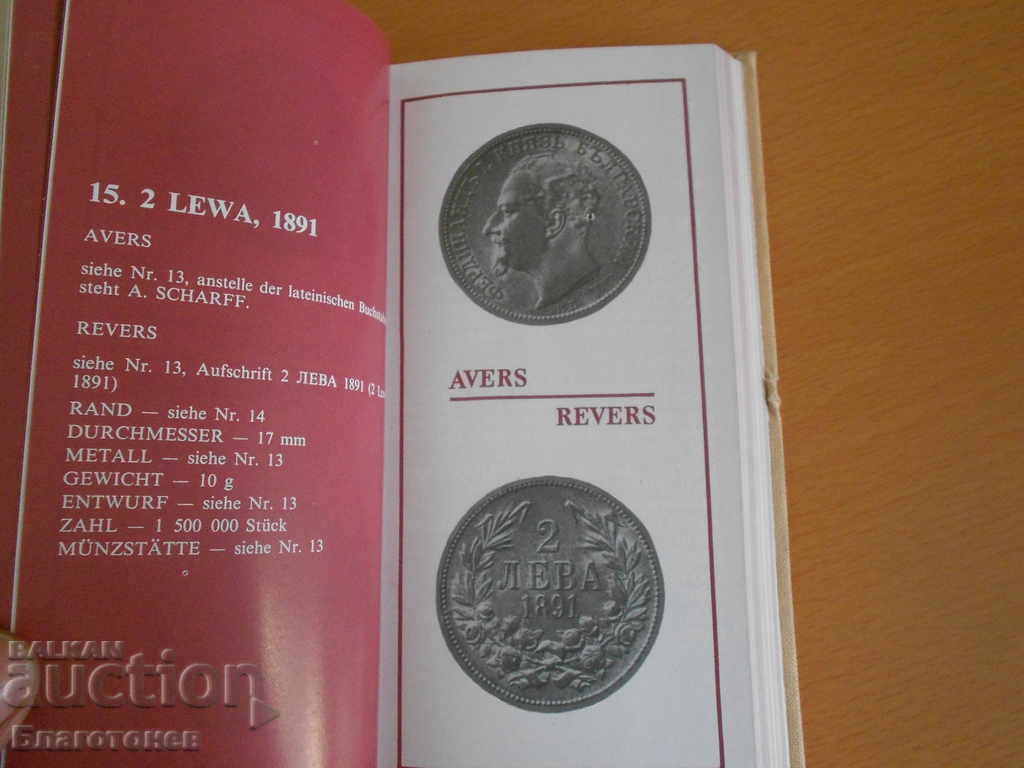 15. 2 LEWA, 1891
AVERS
siehe Nr. 13, anstelle der lateinischen
steht A. SCHARFF.
REVERS
siehe Nr. 13, Aufschrift 2 ЛЕВА 1891 (2
1891)
RAND — siehe Nr. 14
DURCHMESSER — 17 mm
METALL — siehe Nr. 13
GEWICHT — 10 g
ENTWURF — siehe Nr. 13
ZAHL — 1 500 000 Stück
MÜNZSTÄTTE — siehe Nr. 13
КНЯЗЬ
AVERS
REVERS
2
ЛЕВА
1891
BALKAN
auction
Благотонев